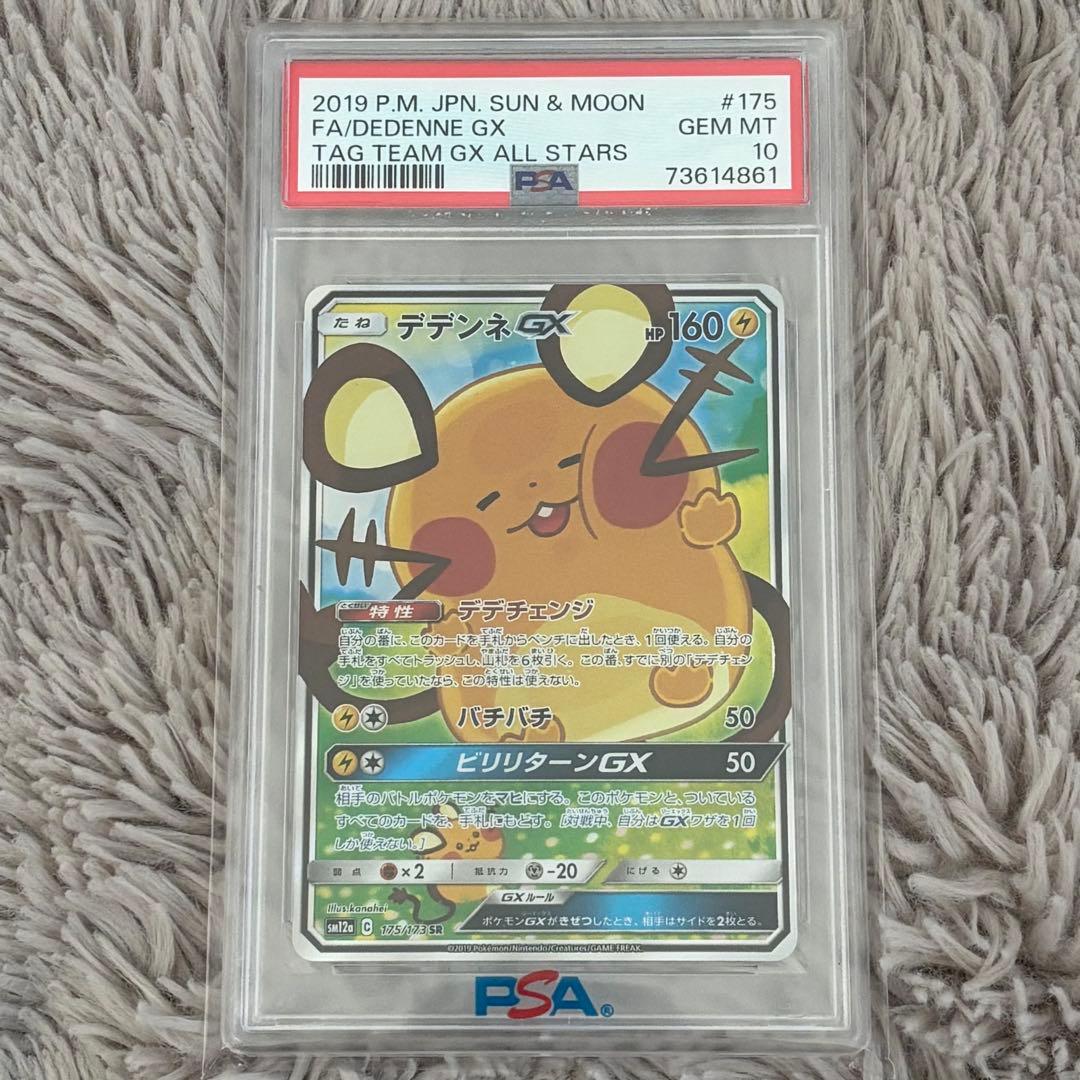 2019 P.M. JPN. SUN & MOON #175
FA/DEDENNE GX GEM MT
TAG TEAM GX ALL STARS 10
PSA 73614861
たね デデンネGX HP160
とくせい
特性 デデチェンジ
自分の番に、このカードを手札からベンチに出したとき、1回使える。自分の
手札をすべてトラッシュし、山札を6枚引く。この番、すでに別の「デデチェン
ジ」を使っていたなら、この特性は使えない。
バチバチ 50
ビリリターンGX 50
相手のバトルポケモンをマヒにする。このポケモンと、ついている
すべてのカードを、手札にもどす。[対戦中、自分はGXワザを1回
しか使えない。]
弱点 ×2 抵抗力 -20 にげる
Illus.kanahei GXルール
sm12a C 175/173 SR ポケモンGXがきぜつしたとき、相手はサイドを2枚とる。
©2019 Pokémon/Nintendo/Creatures/GAME FREAK.
PSA®